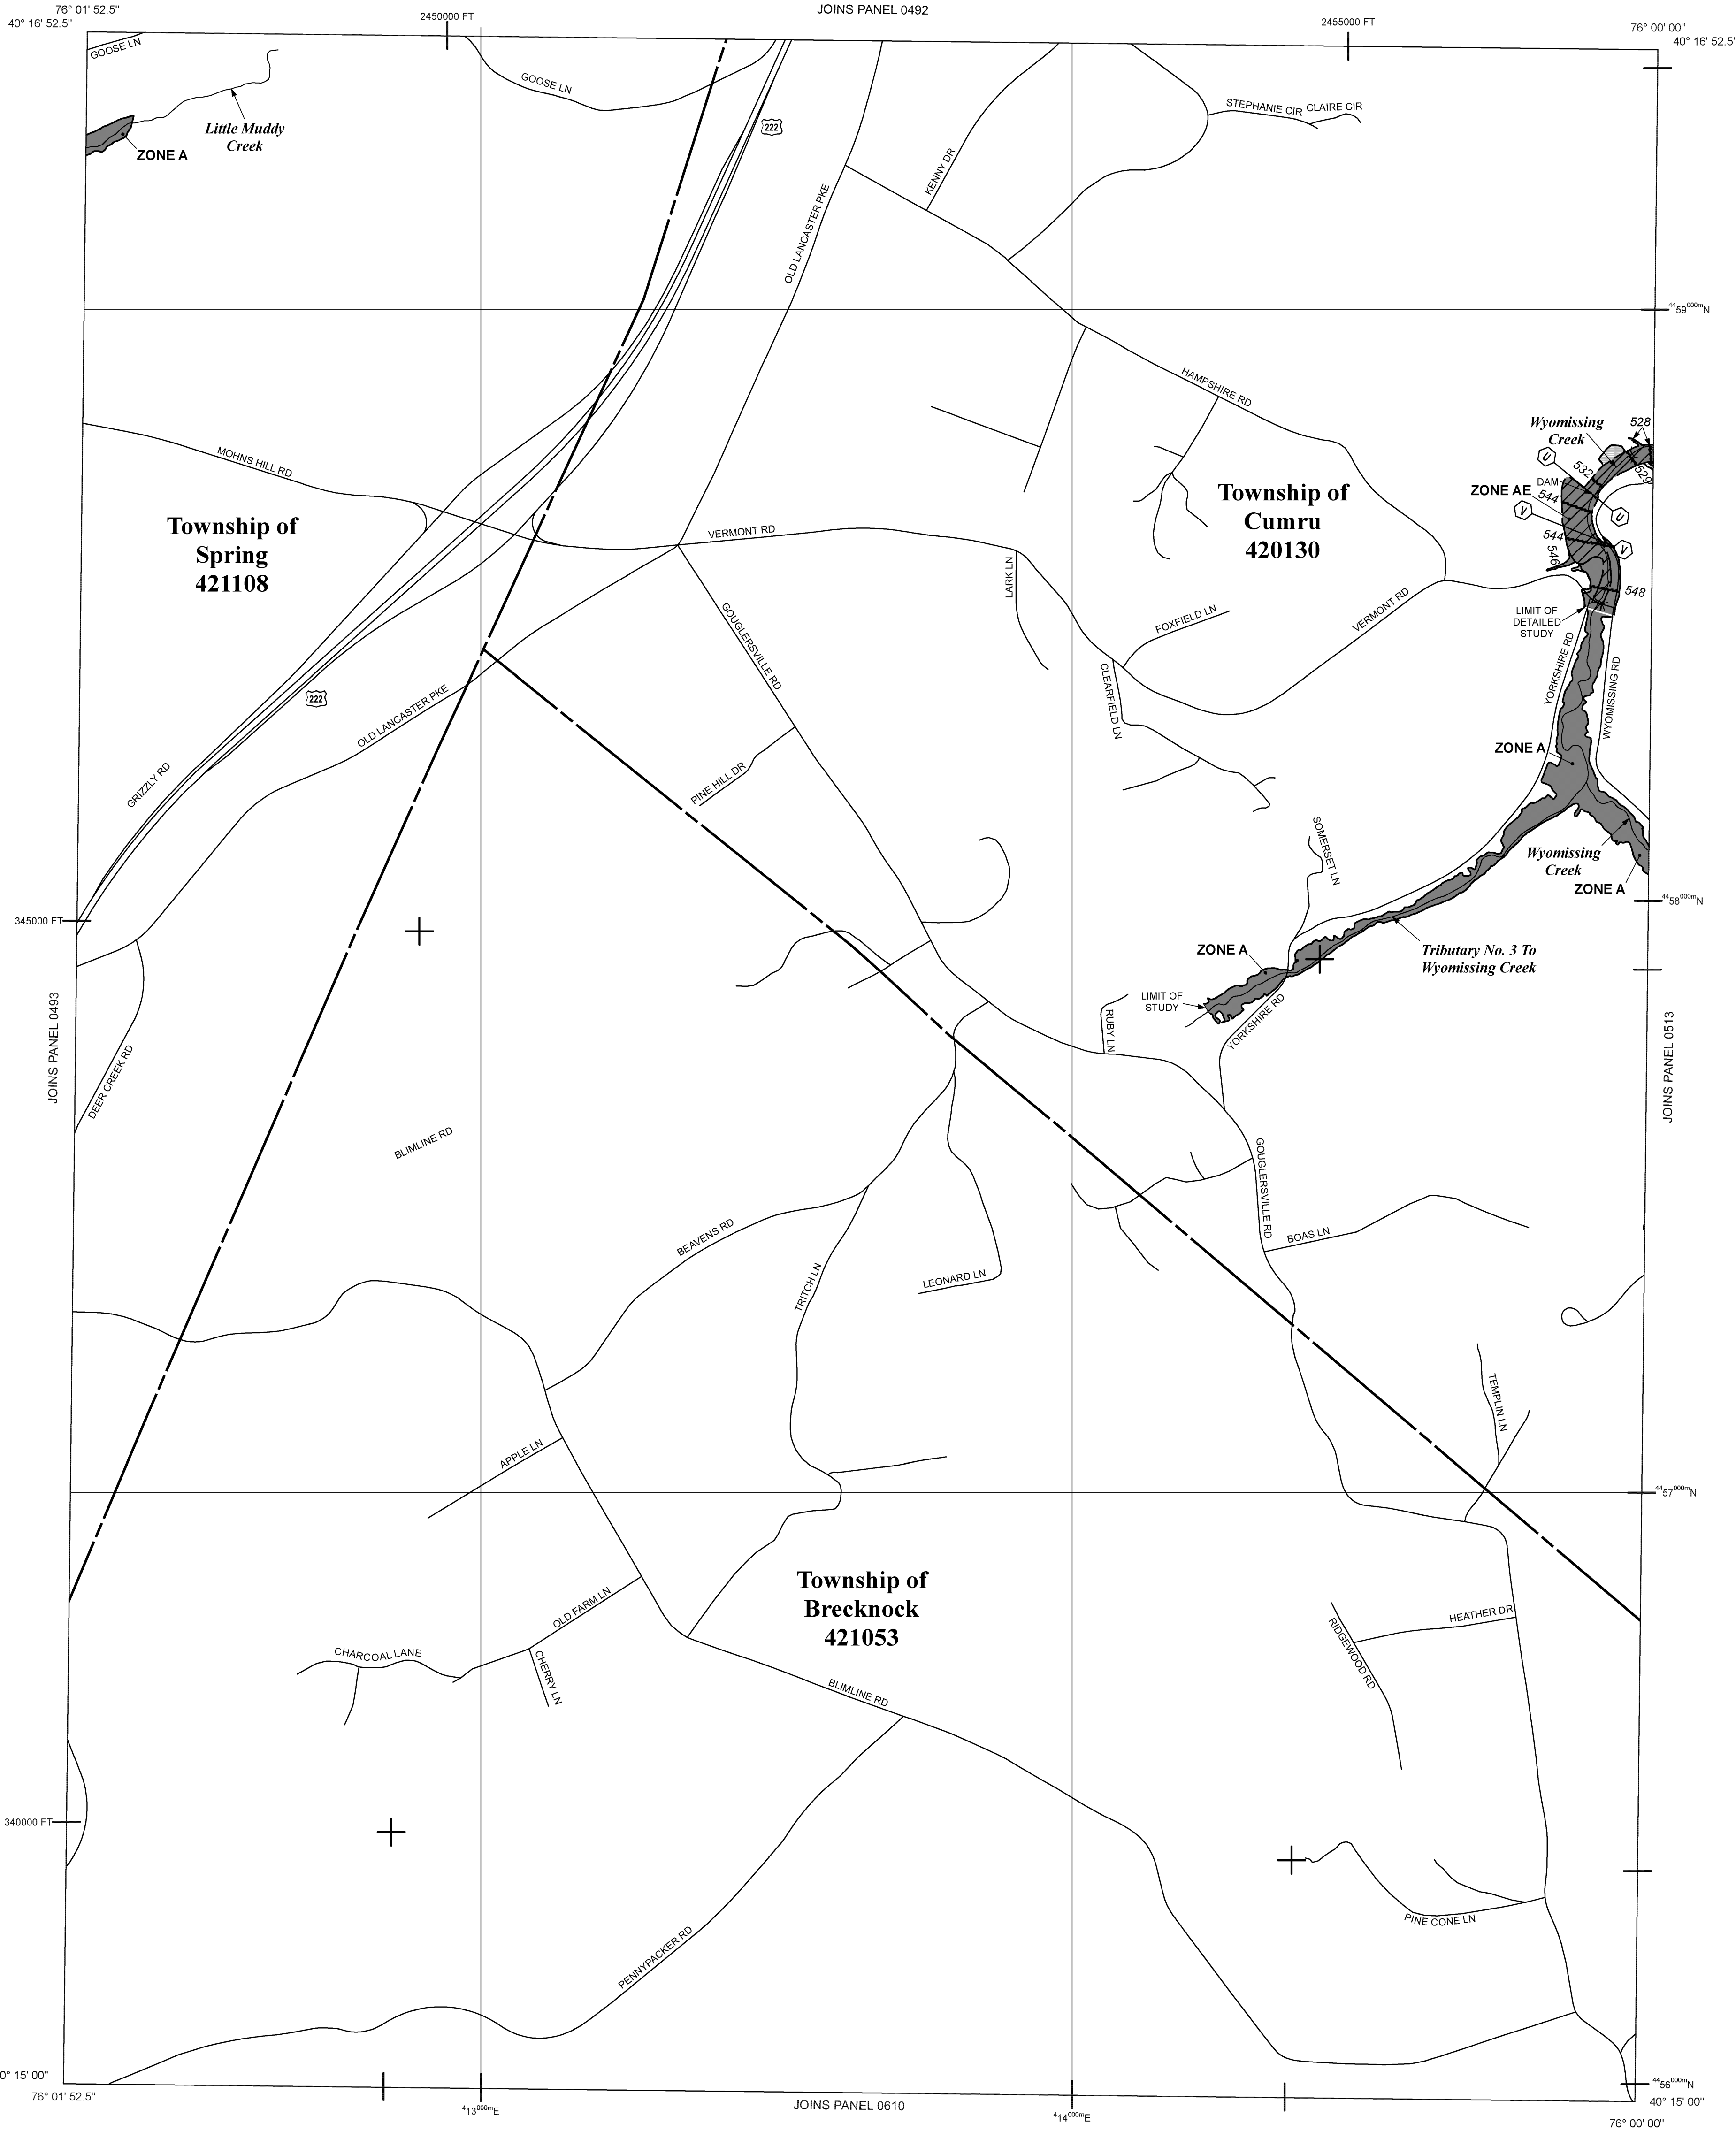 76° 01' 52.5"
40° 16' 52.5"
2450000 FT
JOINS PANEL 0492
2455000 FT
76° 00' 00"
40° 16' 52.5"
GOOSE LN
GOOSE LN
Little Muddy
Creek
ZONE A
222
STEPHANIE CIR
CLAIRE CIR
KENNY DR
OLD LANCASTER PKE
44 59 000m N
HAMPSHIRE RD
MOHNS HILL RD
Township of
Spring
421108
Township of
Cumru
420130
Wyomissing
Creek
528
U
532
529
DAM
ZONE AE
544
V
U
544
V
546
548
LIMIT OF
DETAILED
STUDY
VERMONT RD
LARK LN
FOXFIELD LN
VERMONT RD
GOUGLERSVILLE RD
CLEARFIELD LN
YORKSHIRE RD
WYOMISSING RD
222
OLD LANCASTER PKE
GRIZZLY RD
PINE HILL DR
ZONE A
SOMERSET LN
Wyomissing
Creek
ZONE A
44 58 000m N
345000 FT
ZONE A
Tributary No. 3 To
Wyomissing Creek
LIMIT OF
STUDY
RUBY LN
YORKSHIRE RD
JOINS PANEL 0493
JOINS PANEL 0513
DEER CREEK RD
BLIMLINE RD
GOUGLERSVILLE RD
BOAS LN
BEAVENS RD
TRITCH LN
LEONARD LN
TEMPLIN LN
APPLE LN
44 57 000m N
Township of
Brecknock
421053
OLD FARM LN
CHARCOAL LANE
CHERRY LN
BLIMLINE RD
HEATHER DR
RIDGEWOOD RD
340000 FT
PINE CONE LN
PENNYPACKER RD
0° 15' 00"
76° 01' 52.5"
4 13 000m E
JOINS PANEL 0610
4 14 000m E
44 56 000m N
40° 15' 00"
76° 00' 00"